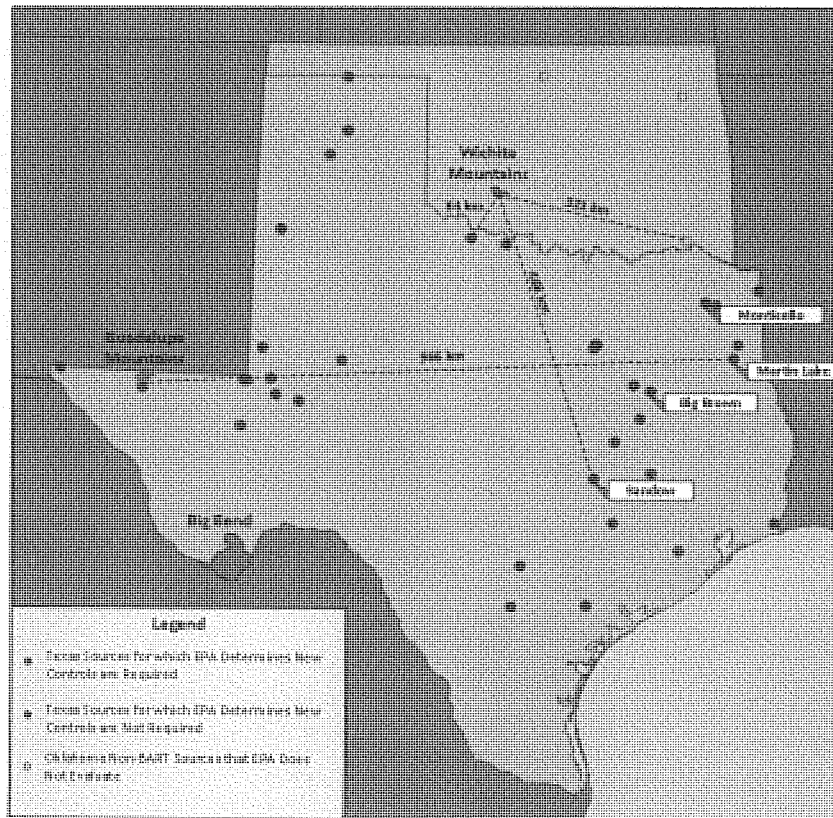 Wichita
Mountains
Monticello
Guadalupe
Mountains
Martin Lake
Big Brown
Sandow
Big Bend
Legend
Texas Sources for which EPA Determines New
Controls are Required
Texas Sources for which EPA Determines New
Controls are Not Required
Oklahoma Non-BART Sources that EPA Does
Not Evaluate